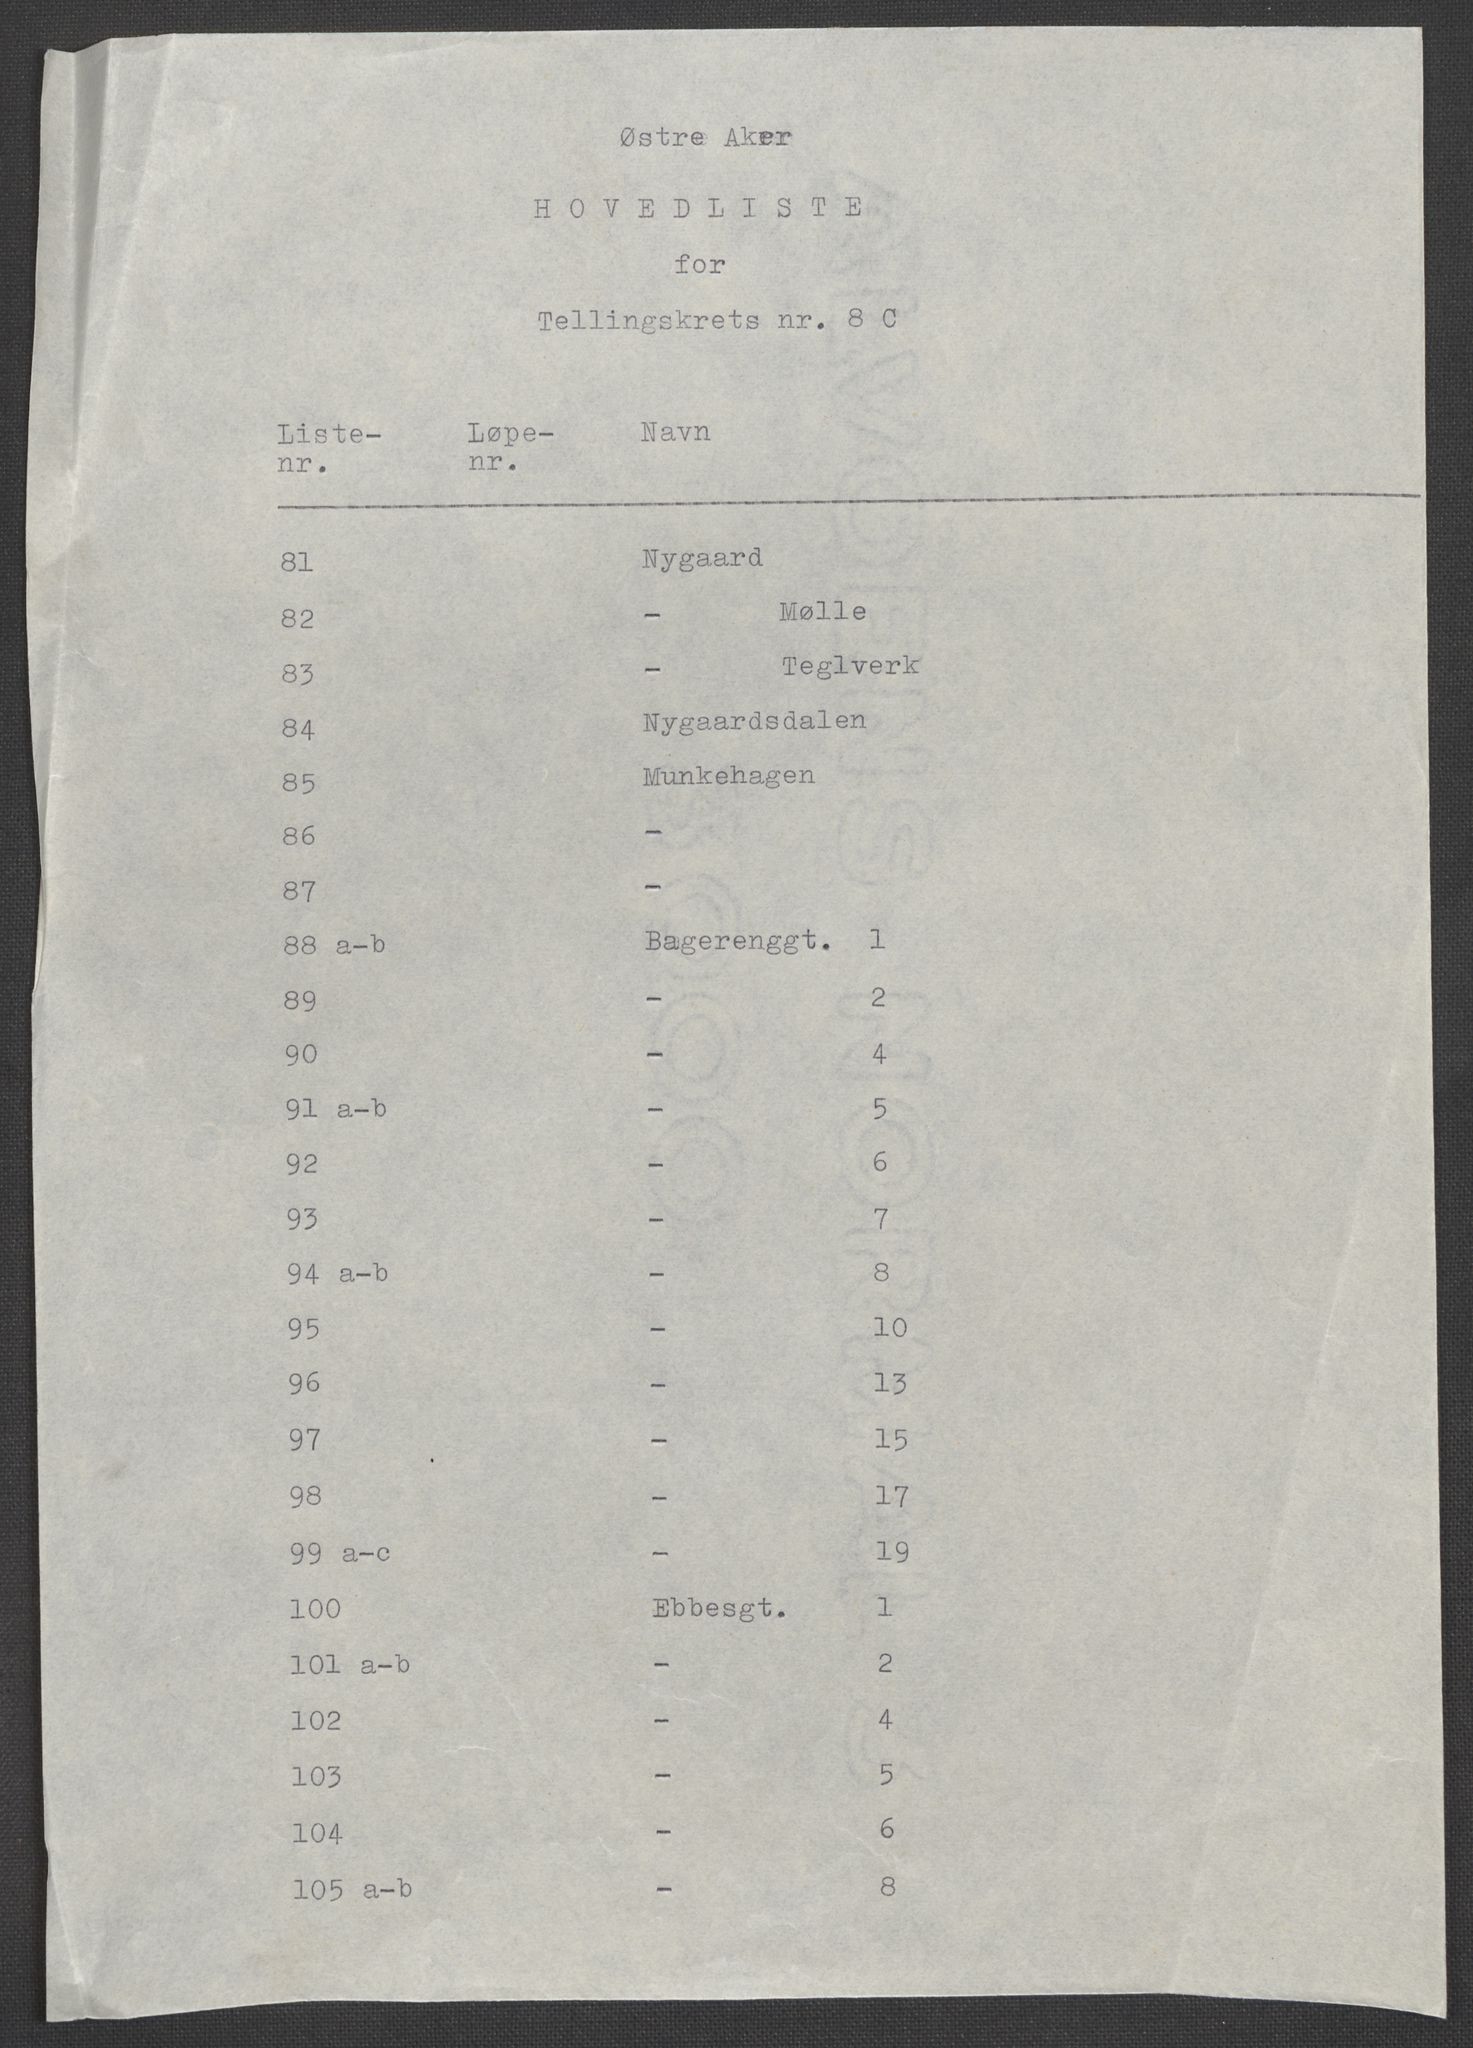 Østre Aker
HOVEDLISTE
for
Tellingskrets nr. 8 C
Liste- Løpe- Navn
nr. nr.
81 Nygaard
82 - Mølle
83 - Teglverk
84 Nygaardsdalen
85 Munkehagen
86 -
87 -
88 a-b Bagerenggt. 1
89 - 2
90 - 4
91 a-b - 5
92 - 6
93 - 7
94 a-b - 8
95 - 10
96 - 13
97 - 15
98 - 17
99 a-c - 19
100 Ebbesgt. 1
101 a-b - 2
102 - 4
103 - 5
104 - 6
105 a-b - 8